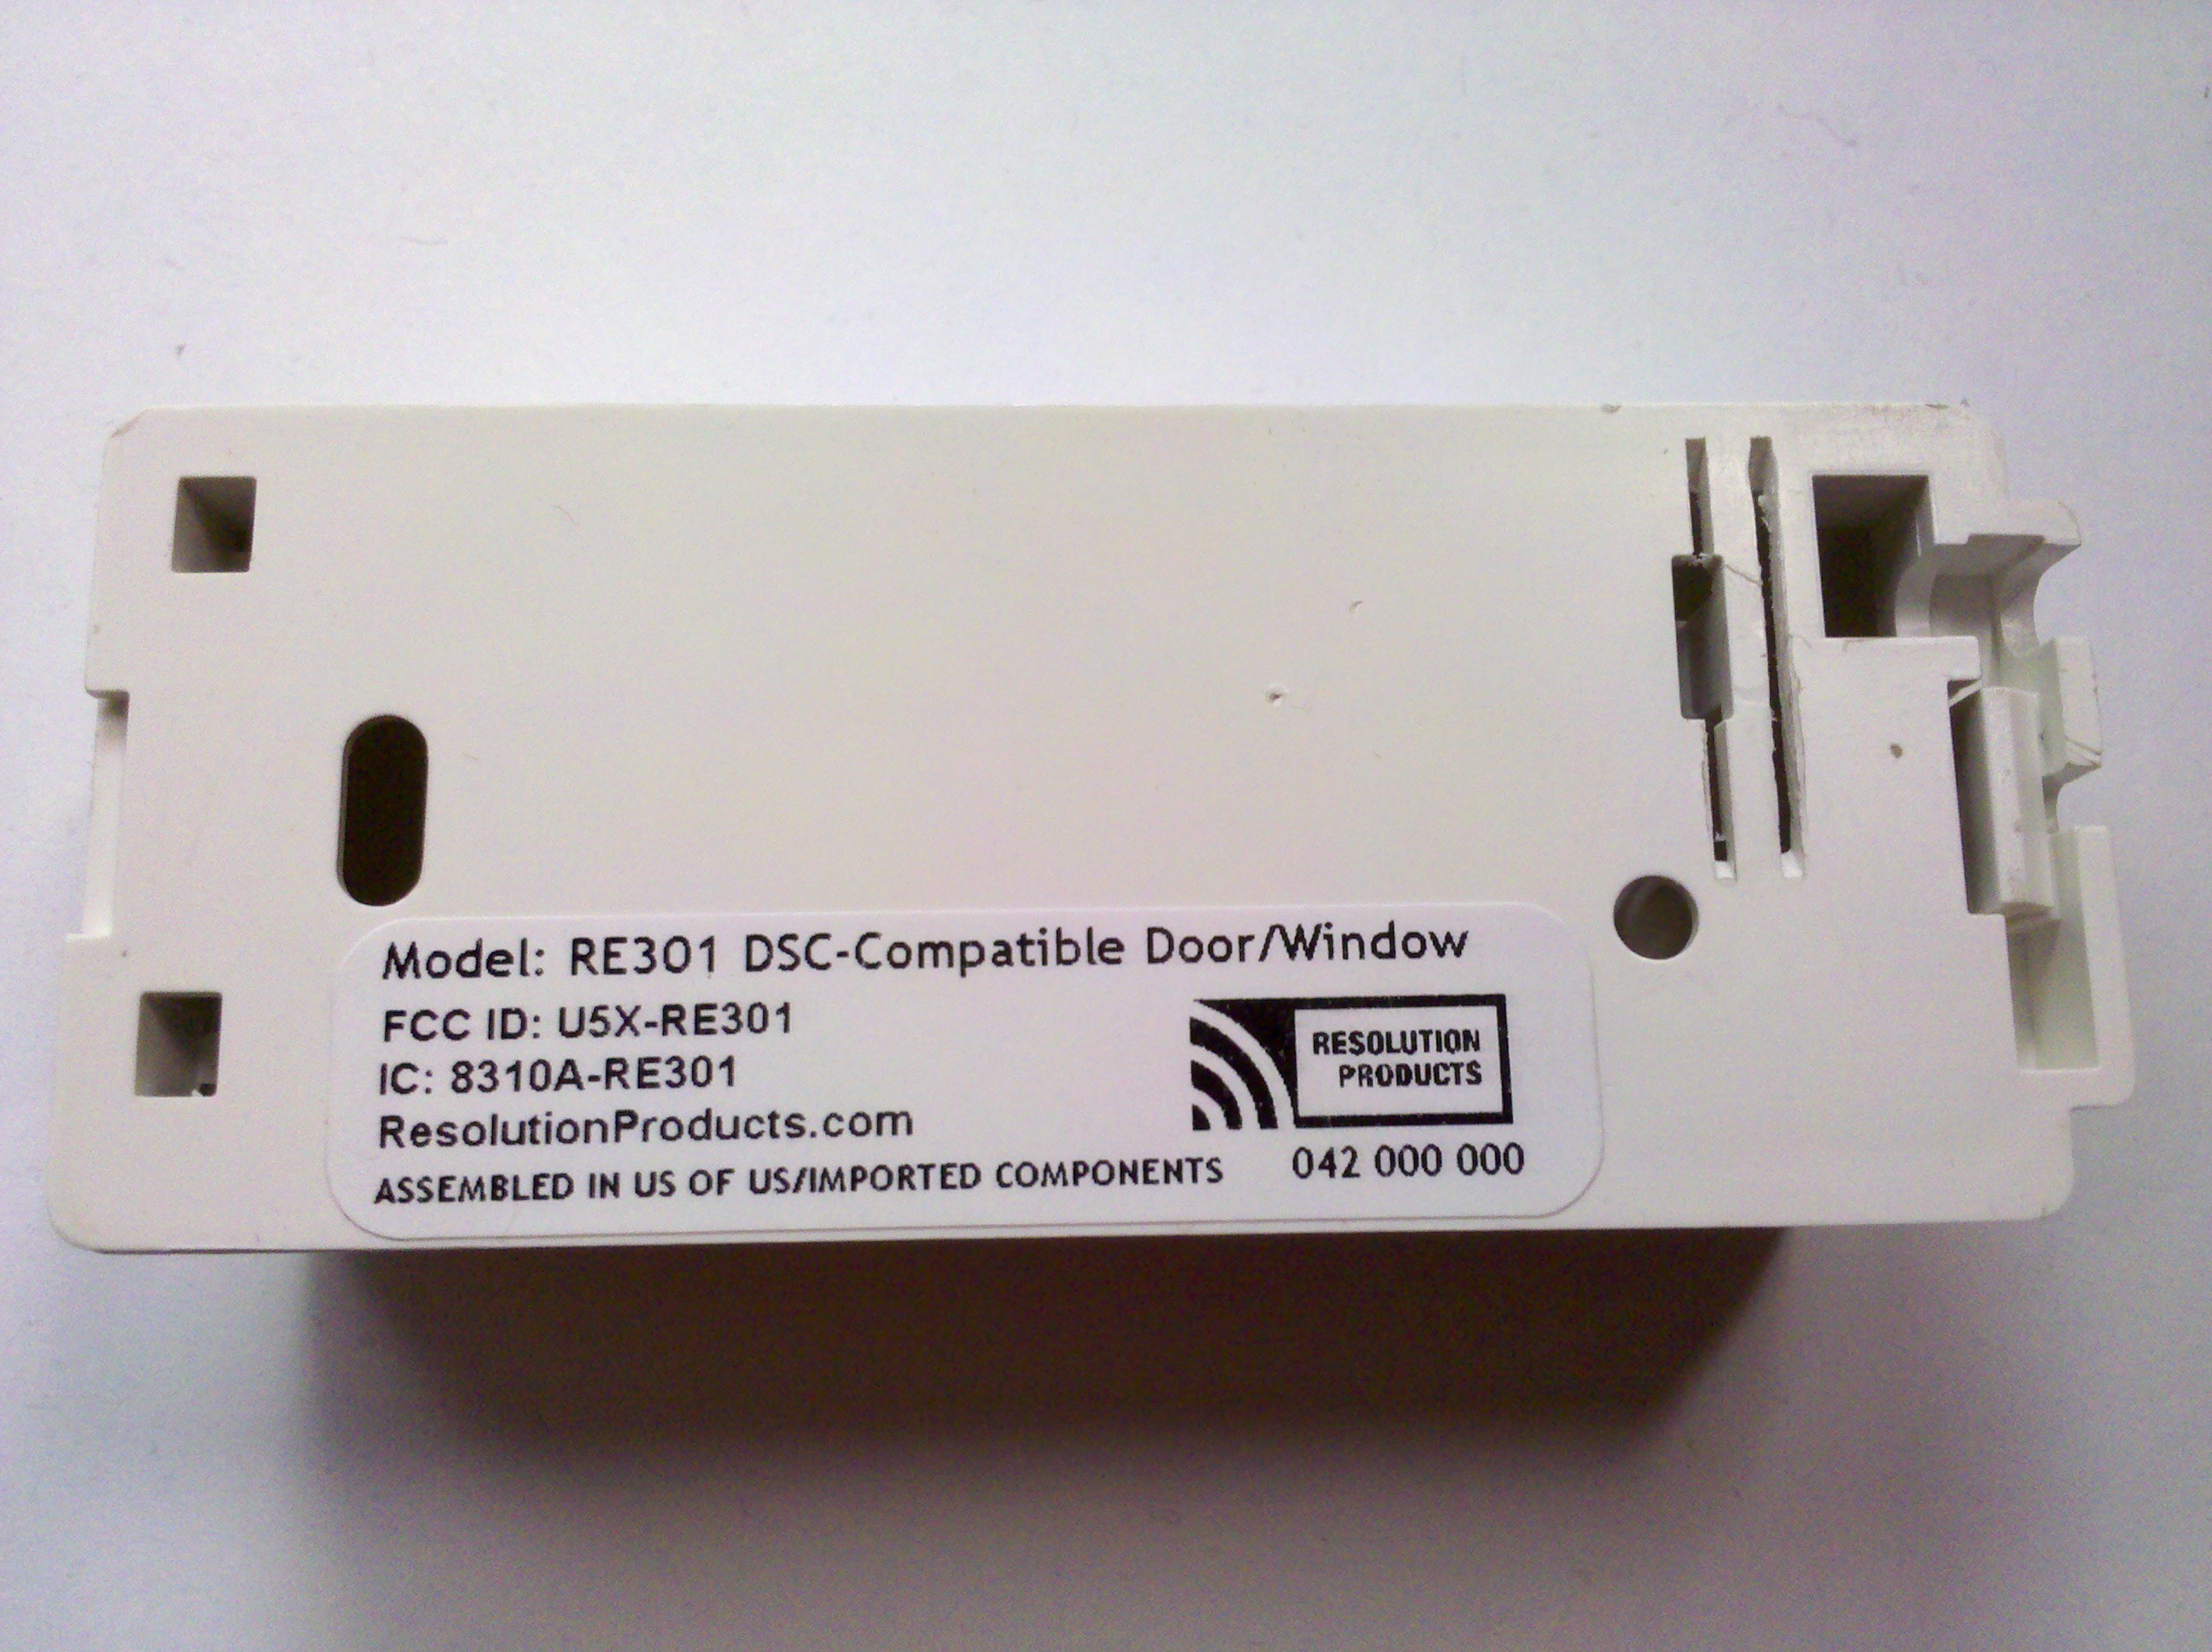 Model: RE301 DSC-Compatible Door/Window
FCC ID: U5X-RE301
IC: 8310A-RE301
ResolutionProducts.com
ASSEMBLED IN US OF US/IMPORTED COMPONENTS
RESOLUTION
PRODUCTS
042 000 000